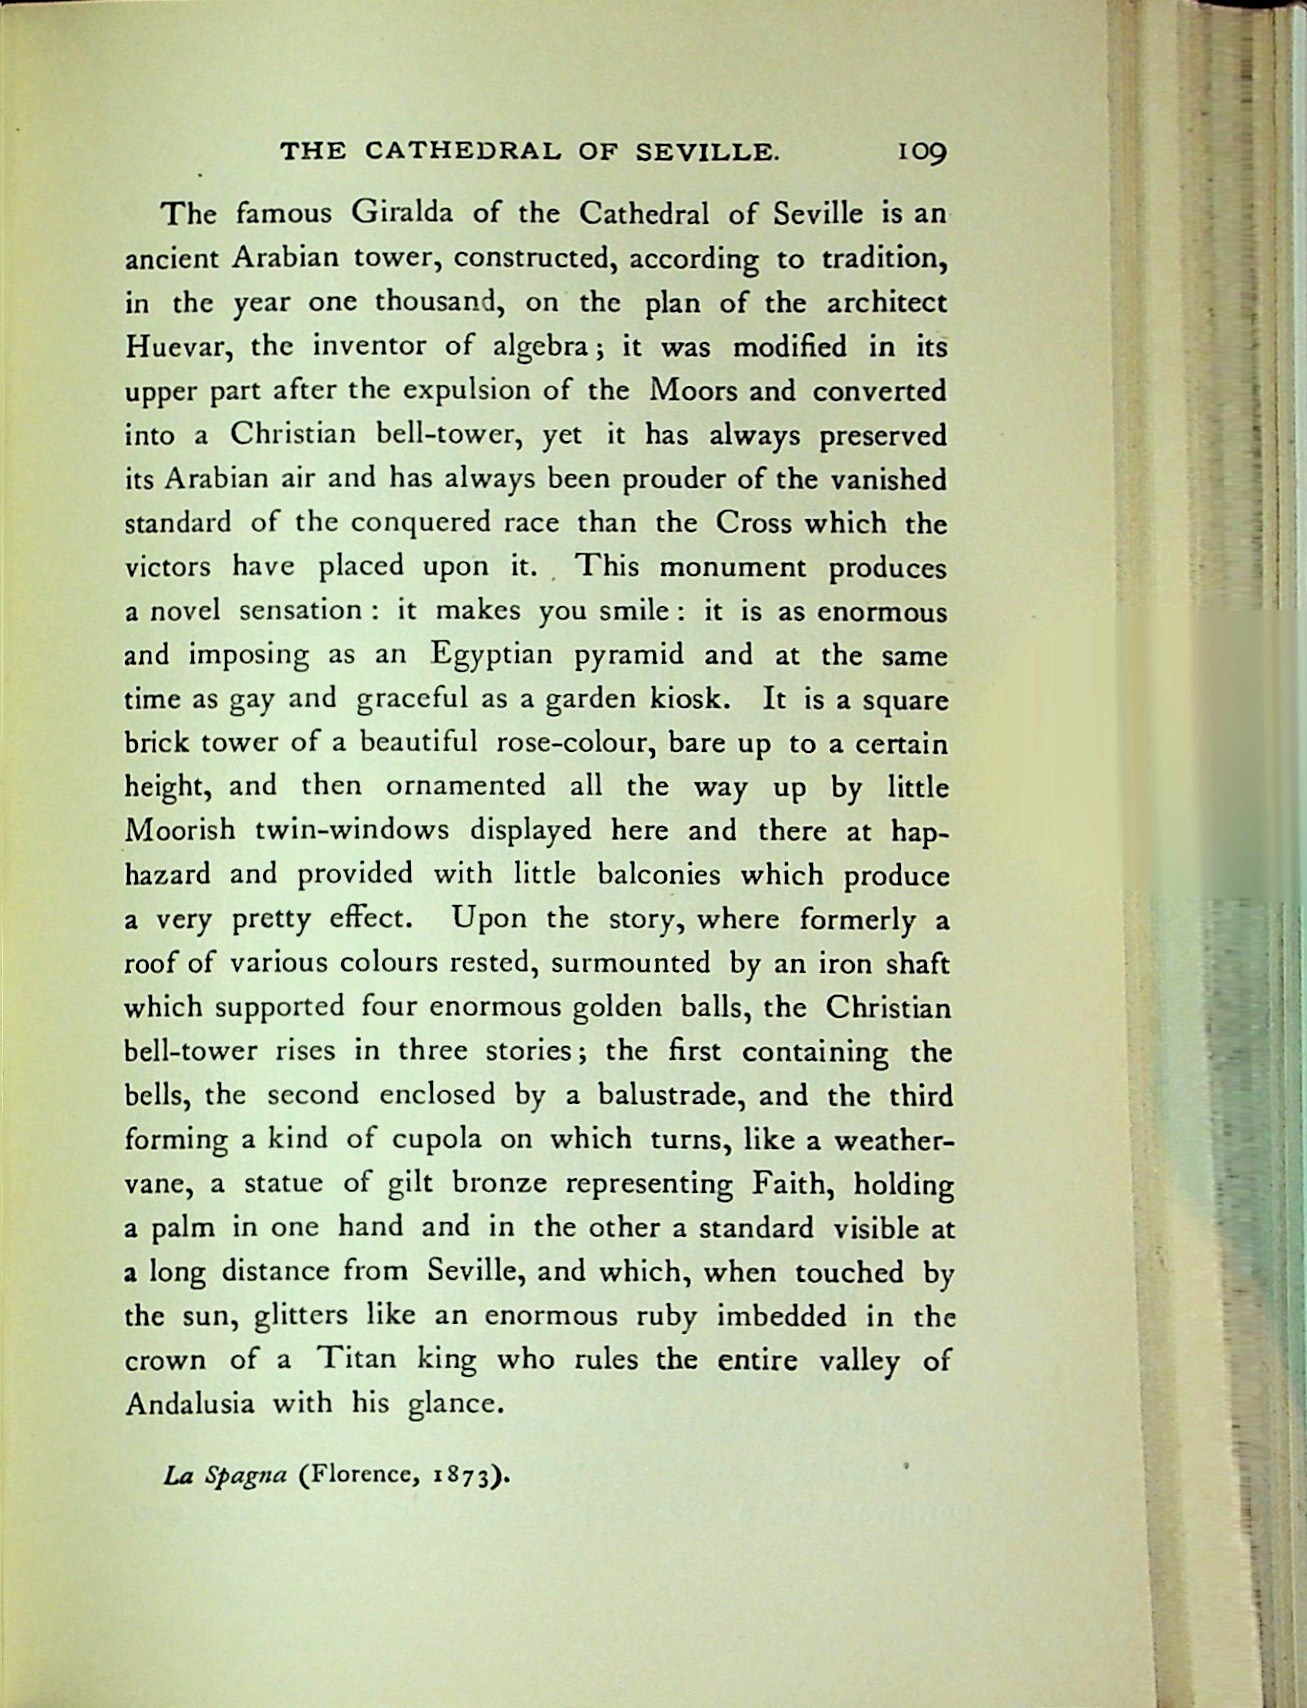 THE CATHEDRAL OF SEVILLE. 109
The famous Giralda of the Cathedral of Seville is an
ancient Arabian tower, constructed, according to tradition,
in the year one thousand, on the plan of the architect
Huevar, the inventor of algebra; it was modified in its
upper part after the expulsion of the Moors and converted
into a Christian bell-tower, yet it has always preserved
its Arabian air and has always been prouder of the vanished
standard of the conquered race than the Cross which the
victors have placed upon it. This monument produces
a novel sensation: it makes you smile: it is as enormous
and imposing as an Egyptian pyramid and at the same
time as gay and graceful as a garden kiosk. It is a square
brick tower of a beautiful rose-colour, bare up to a certain
height, and then ornamented all the way up by little
Moorish twin-windows displayed here and there at hap-
hazard and provided with little balconies which produce
a very pretty effect. Upon the story, where formerly a
roof of various colours rested, surmounted by an iron shaft
which supported four enormous golden balls, the Christian
bell-tower rises in three stories; the first containing the
bells, the second enclosed by a balustrade, and the third
forming a kind of cupola on which turns, like a weather-
vane, a statue of gilt bronze representing Faith, holding
a palm in one hand and in the other a standard visible at
a long distance from Seville, and which, when touched by
the sun, glitters like an enormous ruby imbedded in the
crown of a Titan king who rules the entire valley of
Andalusia with his glance.
La Spagna (Florence, 1873).